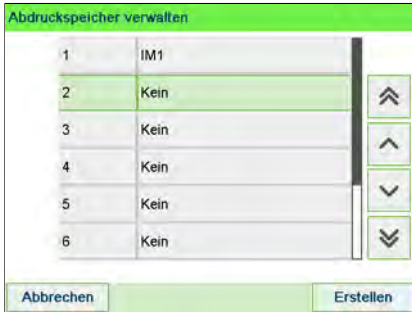 Abdruckspeicher verwalten
1 IM1
2 Kein
3 Kein
4 Kein
5 Kein
6 Kein
Abbrechen Erstellen